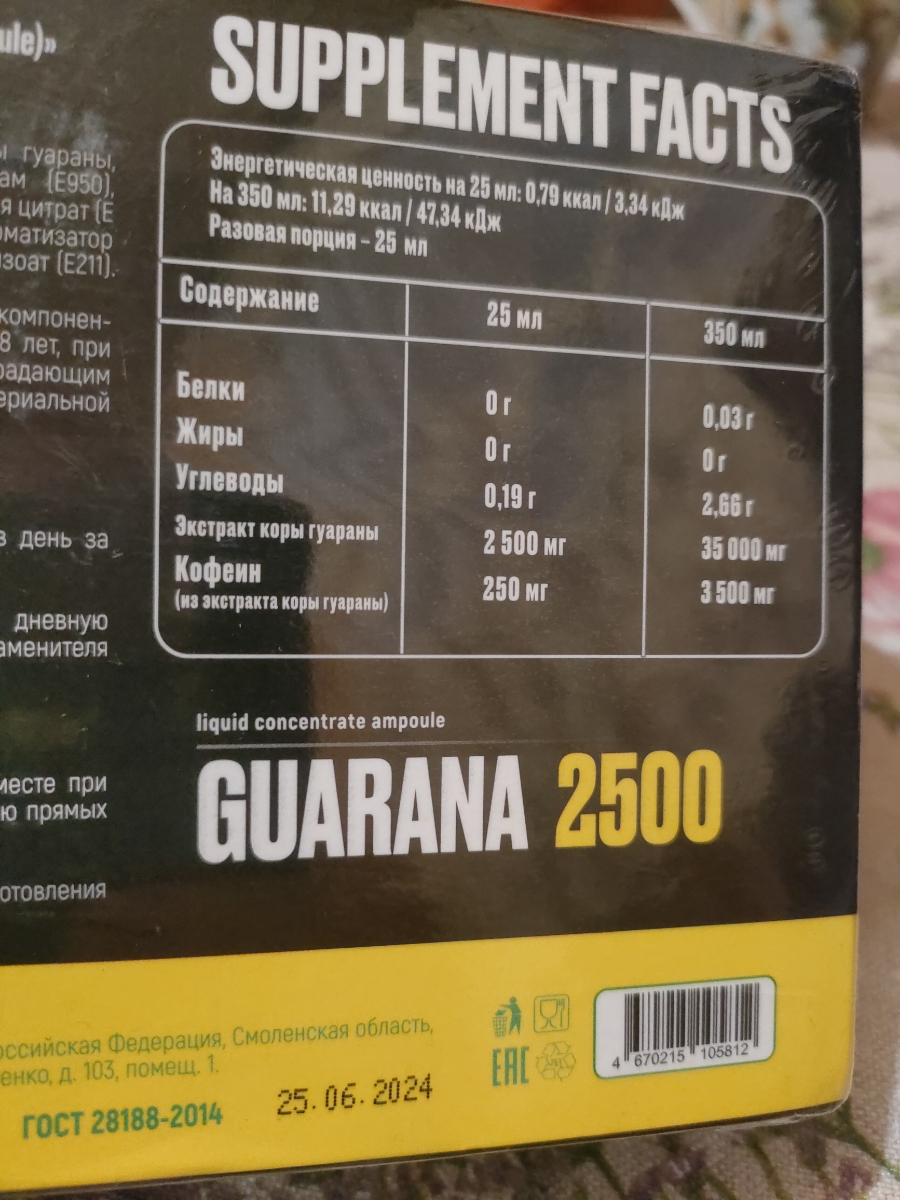 ule)»
SUPPLEMENT FACTS
Энергетическая ценность на 25 мл: 0,79 ккал / 3,34 кДж
На 350 мл: 11,29 ккал / 47,34 кДж
Разовая порция – 25 мл
Содержание 25 мл 350 мл
Белки 0 г 0,03 г
Жиры 0 г 0 г
Углеводы 0,19 г 2,66 г
Экстракт коры гуараны 2 500 мг 35 000 мг
Кофеин 250 мг 3 500 мг
(из экстракта коры гуараны)
ы гуараны,
ам (E950),
я цитрат (E
оматизатор
зоат (E211).
компонен-
8 лет, при
радающим
ериальной
в день за
дневную
аменителя
месте при
ю прямых
отовления
liquid concentrate ampoule
GUARANA 2500
оссийская Федерация, Смоленская область,
енко, д. 103, помещ. 1.
ГОСТ 28188-2014
25.06.2024
EAC
4 670215 105812